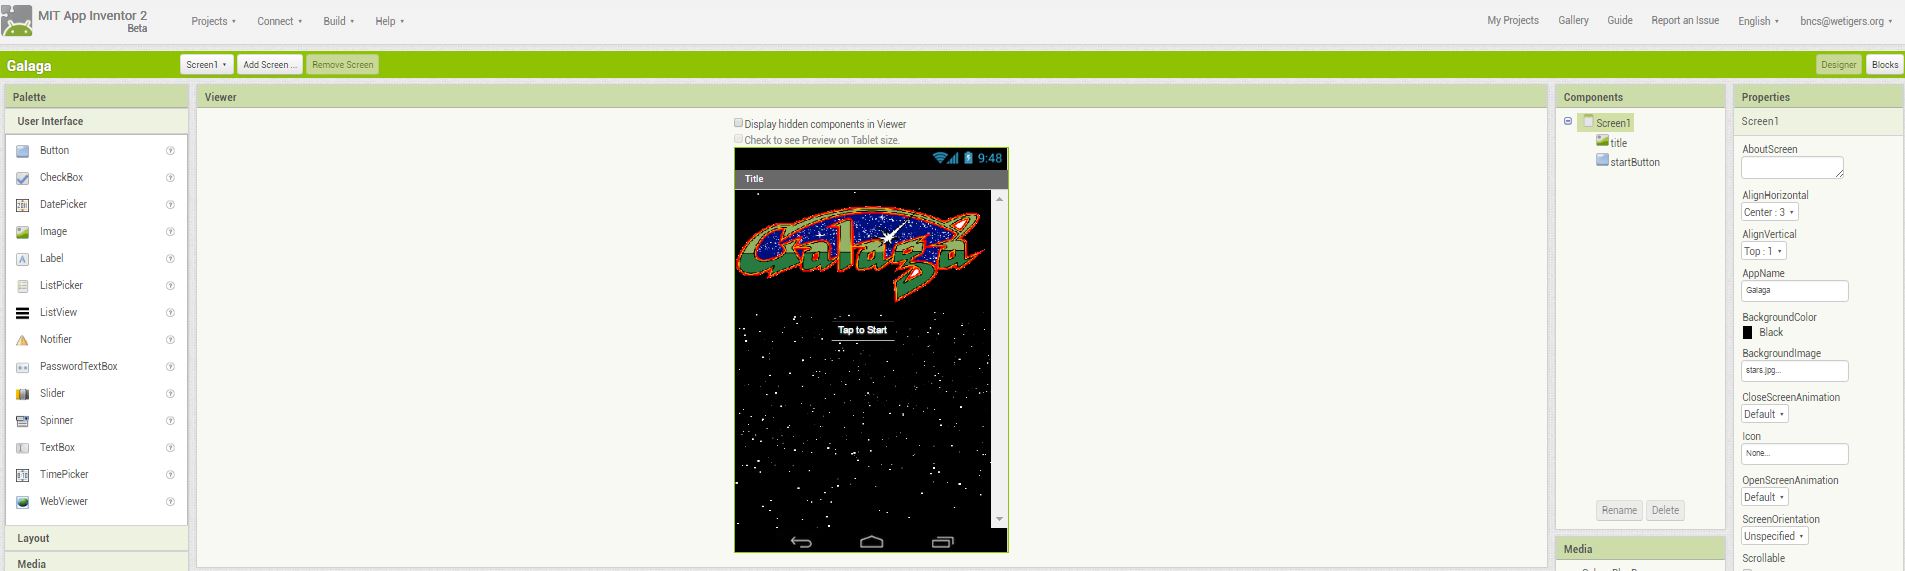 MIT App Inventor 2
Beta
Projects Connect Build Help
My Projects Gallery Guide Report an Issue English bncs@wetigers.org
Galaga
Screen1 Add Screen ... Remove Screen
Designer Blocks
Palette
User Interface
Button
CheckBox
DatePicker
Image
Label
ListPicker
ListView
Notifier
PasswordTextBox
Slider
Spinner
TextBox
TimePicker
WebViewer
Layout
Media
Viewer
Display hidden components in Viewer
Check to see Preview on Tablet size.
9:48
Title
Galaga
Tap to Start
Components
Screen1
title
startButton
Rename Delete
Media
Properties
Screen1
AboutScreen
AlignHorizontal
Center : 3
AlignVertical
Top : 1
AppName
Galaga
BackgroundColor
Black
BackgroundImage
stars.jpg...
CloseScreenAnimation
Default
Icon
None...
OpenScreenAnimation
Default
ScreenOrientation
Unspecified
Scrollable